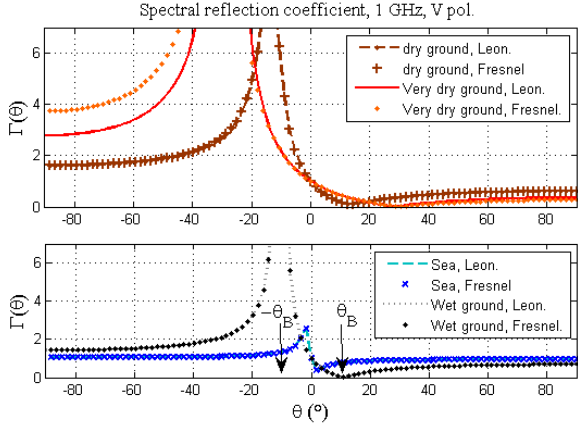 Spectral reflection coefficient, 1 GHz, V pol.
Γ(θ)
6
4
2
0
-80
-60
-40
-20
0
20
40
60
80
dry ground, Leon.
dry ground, Fresnel
Very dry ground, Leon.
Very dry ground, Fresnel.
Γ(θ)
6
4
2
0
-80
-60
-40
-20
0
20
40
60
80
-θB
θB
Sea, Leon.
Sea, Fresnel
Wet ground, Leon.
Wet ground, Fresnel.
θ (º)